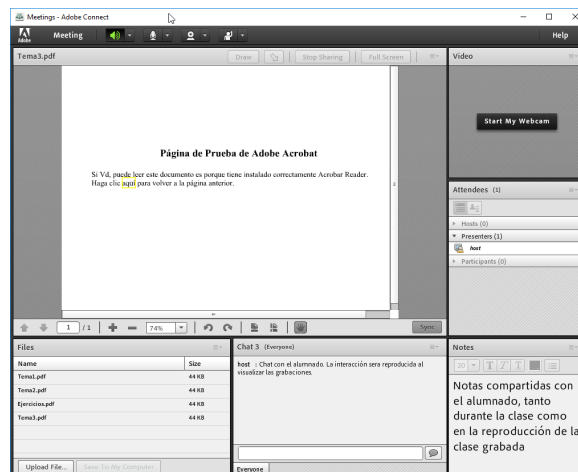 Meetings - Adobe Connect
Adobe
Meeting
Help
Tema3.pdf
Draw
Stop Sharing
Full Screen
Video
Start My Webcam
Página de Prueba de Adobe Acrobat
Si Vd, puede leer este documento es porque tiene instalado correctamente Acrobar Reader.
Haga clic aquí para volver a la página anterior.
Attendees (1)
Hosts (0)
Presenters (1)
host
Participants (0)
1 / 1
74%
Sync
Files
Name Size
Tema1.pdf 44 KB
Tema2.pdf 44 KB
Ejercicios.pdf 44 KB
Tema3.pdf 44 KB
Upload File...
Save To My Computer
Chat 3 (Everyone)
host : Chat con el alumnado. La interacción sera reproducida al
visualizar las grabaciones.
Everyone
Notes
20
Notas compartidas con
el alumnado, tanto
durante la clase como
en la reproducción de la
clase grabada